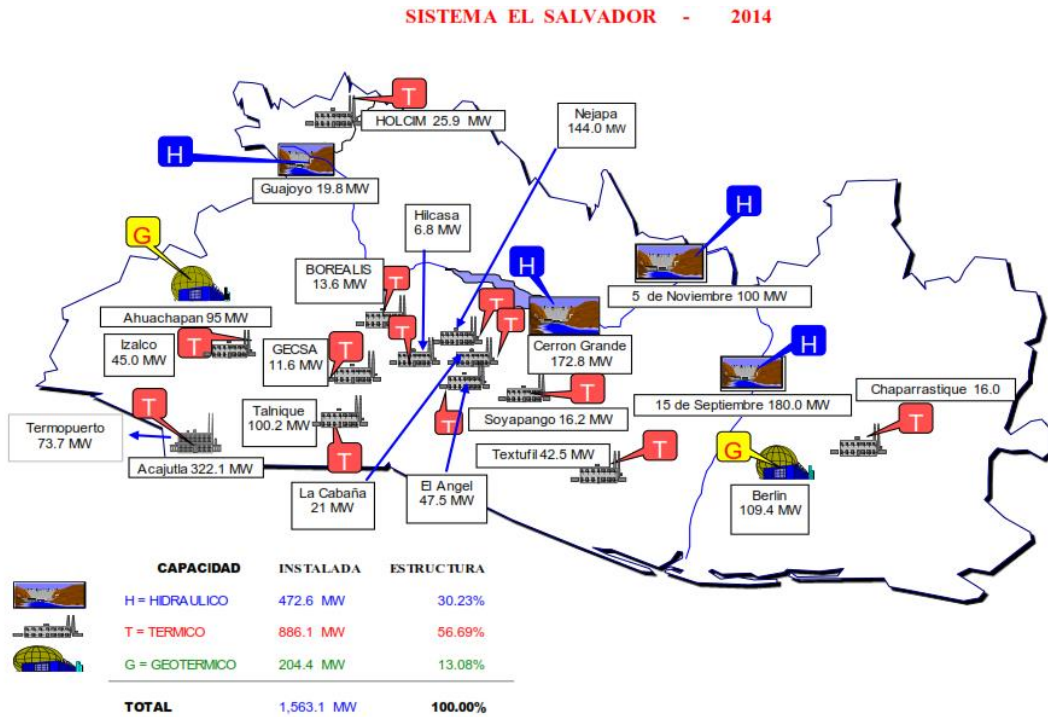 SISTEMA EL SALVADOR - 2014
T
HOLCIM 25.9 MW
Nejapa
144.0 MW
H
Guajoyo 19.8 MW
H
Hilcasa
6.8 MW
G
BOREALIS
13.6 MW
T
H
5 de Noviembre 100 MW
Ahuachapan 95 MW
T
T
T
Izalco
45.0 MW
T
GECSA
11.6 MW
T
Cerron Grande
172.8 MW
H
T
Soyapango 16.2 MW
15 de Septiembre 180.0 MW
Chaparrastique 16.0
T
Termopuerto
73.7 MW
T
Acajutla 322.1 MW
Talnique
100.2 MW
T
T
Textufil 42.5 MW
T
G
La Cabaña
21 MW
El Angel
47.5 MW
Berlin
109.4 MW
CAPACIDAD INSTALADA ESTRUCTURA
H = HIDRAULICO 472.6 MW 30.23%
T = TERMICO 886.1 MW 56.69%
G = GEOTERMICO 204.4 MW 13.08%
TOTAL 1,563.1 MW 100.00%